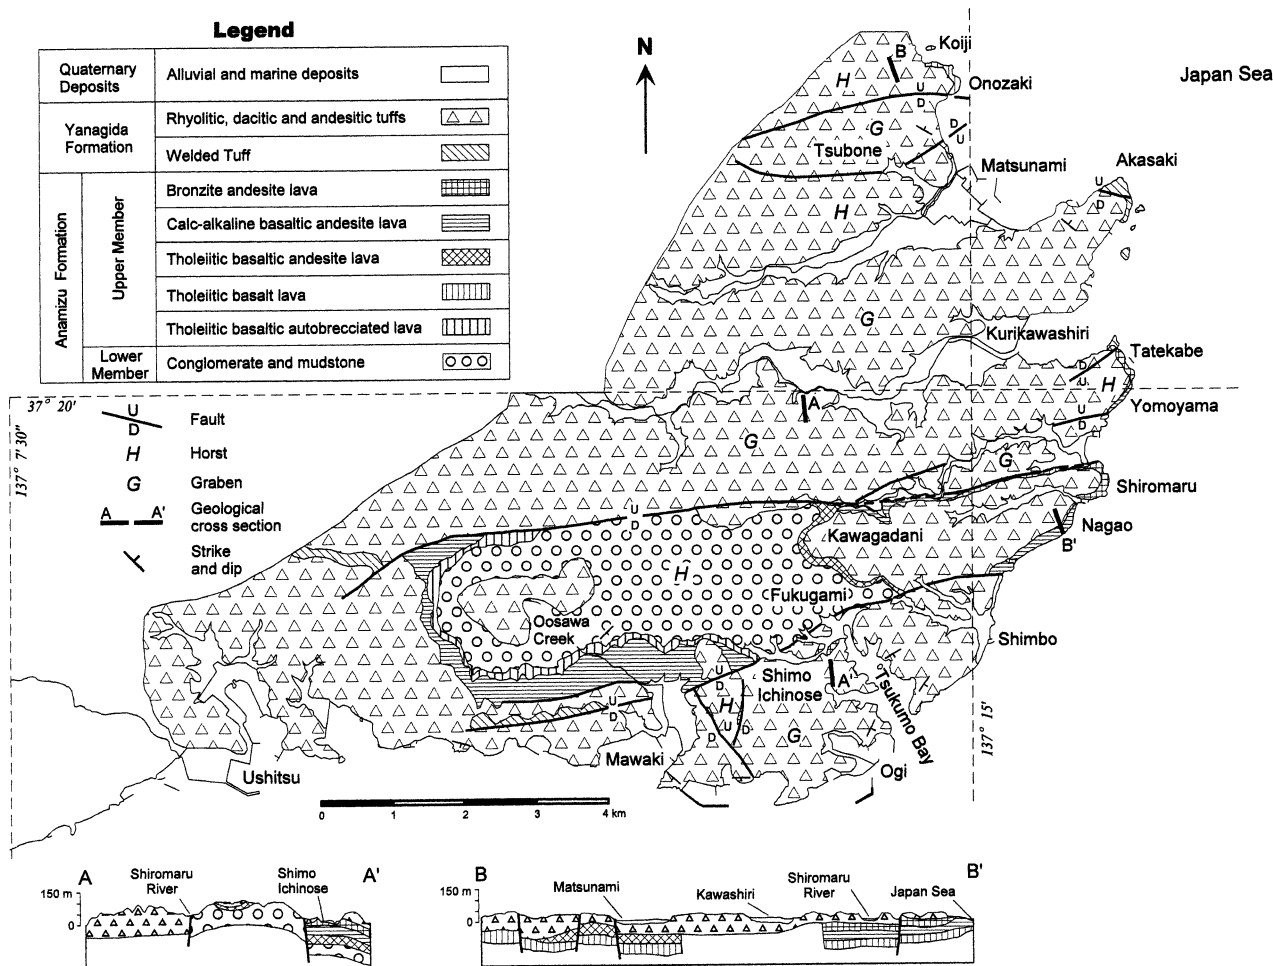 Legend
Quaternary
Deposits
Alluvial and marine deposits
Yanagida
Formation
Rhyolitic, dacitic and andesitic tuffs
Welded Tuff
Anamizu Formation
Upper Member
Bronzite andesite lava
Calc-alkaline basaltic andesite lava
Tholeiitic basaltic andesite lava
Tholeiitic basalt lava
Tholeiitic basaltic autobrecciated lava
Lower
Member
Conglomerate and mudstone
37° 20'
137° 7'30"
U
D
Fault
H
Horst
G
Graben
A A'
Geological
cross section
Strike
and dip
N
B
Koiji
Japan Sea
H
Onozaki
U
D
G
D
U
Tsubone
Matsunami
Akasaki
U
D
H
G
Kurikawashiri
Tatekabe
D
U
H
Yomoyama
A
U
D
G
G
Shiromaru
U
D
Kawagadani
Nagao
B'
H
Fukugami
Oosawa
Creek
Shimbo
Shimo
Ichinose
A'
Tsukumo Bay
137° 15'
U
D
H
U
D
U
D
D
G
Mawaki
Ogi
Ushitsu
0 1 2 3 4 km
A
Shiromaru
River
Shimo
Ichinose
A'
150 m
0
B
Matsunami
Kawashiri
Shiromaru
River
Japan Sea
B'
150 m
0